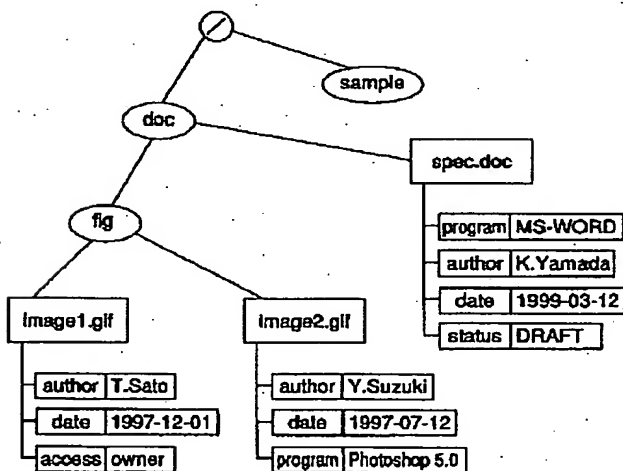 /
sample
doc
spec.doc
program MS-WORD
author K.Yamada
date 1999-03-12
status DRAFT
fig
image1.gif
author T.Sato
date 1997-12-01
access owner
image2.gif
author Y.Suzuki
date 1997-07-12
program Photoshop 5.0